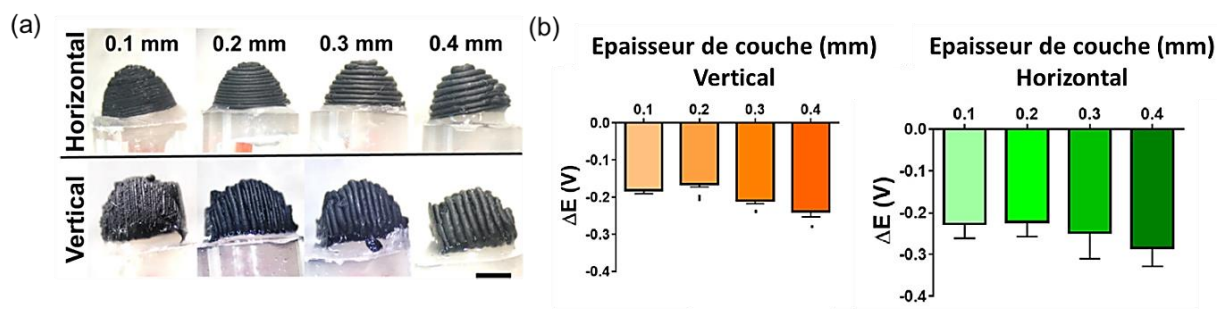 (a)
0.1 mm 0.2 mm 0.3 mm 0.4 mm
Horizontal
Vertical
(b)
Epaisseur de couche (mm)
Vertical
0.1 0.2 0.3 0.4
0.0
-0.1
-0.2
-0.3
-0.4
ΔE (V)
Epaisseur de couche (mm)
Horizontal
0.1 0.2 0.3 0.4
0.0
-0.1
-0.2
-0.3
-0.4
ΔE (V)